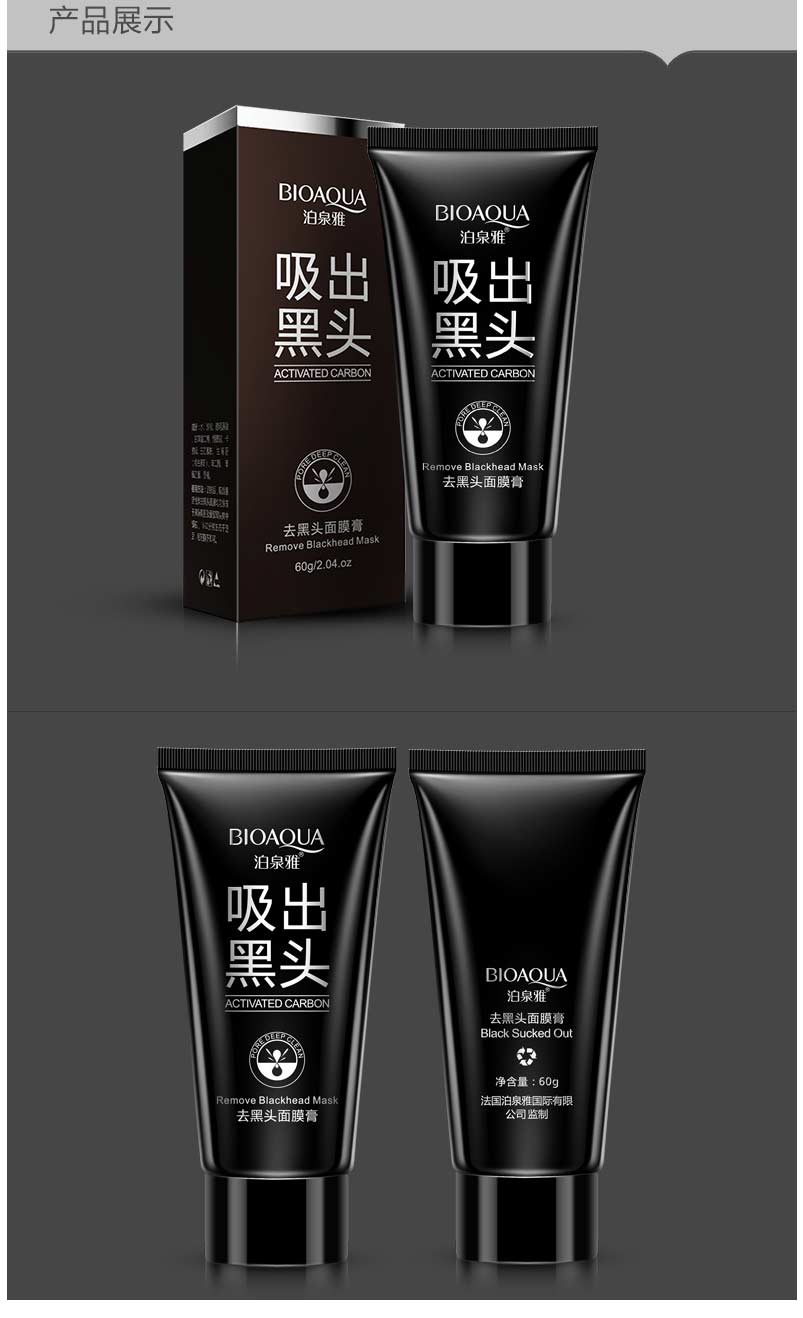 产品展示
BIOAQUA
泊泉雅
吸出
黑头
ACTIVATED CARBON
PORE DEEP CLEAN
去黑头面膜膏
Remove Blackhead Mask
60g/2.04.oz
BIOAQUA
泊泉雅®
吸出
黑头
ACTIVATED CARBON
PORE DEEP CLEAN
Remove Blackhead Mask
去黑头面膜膏
BIOAQUA
泊泉雅®
吸出
黑头
ACTIVATED CARBON
PORE DEEP CLEAN
Remove Blackhead Mask
去黑头面膜膏
BIOAQUA
泊泉雅®
去黑头面膜膏
Black Sucked Out
净含量：60g
法国泊泉雅国际有限
公司监制